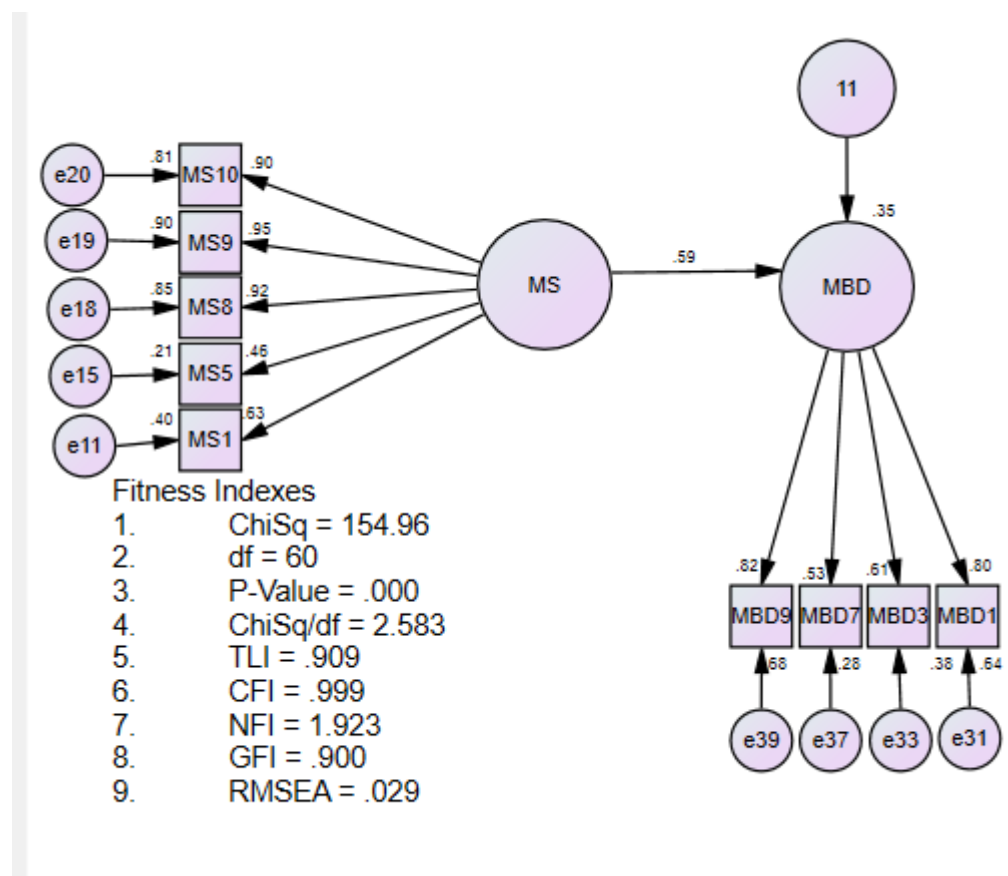 11
.35
e20
.81
MS10
.90
e19
.90
MS9
.95
e18
.85
MS8
.92
e15
.21
MS5
.46
e11
.40
MS1
.63
MS
.59
MBD
Fitness Indexes
1. ChiSq = 154.96
2. df = 60
3. P-Value = .000
4. ChiSq/df = 2.583
5. TLI = .909
6. CFI = .999
7. NFI = 1.923
8. GFI = .900
9. RMSEA = .029
.82
.53
.61
.80
MBD9
MBD7
MBD3
MBD1
.68
.28
.38
.64
e39
e37
e33
e31